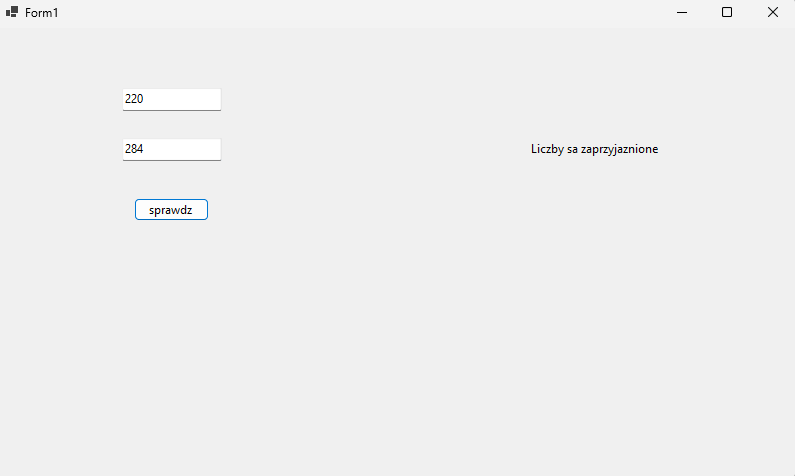 Form1
220
284
Liczby sa zaprzyjaznione
sprawdz